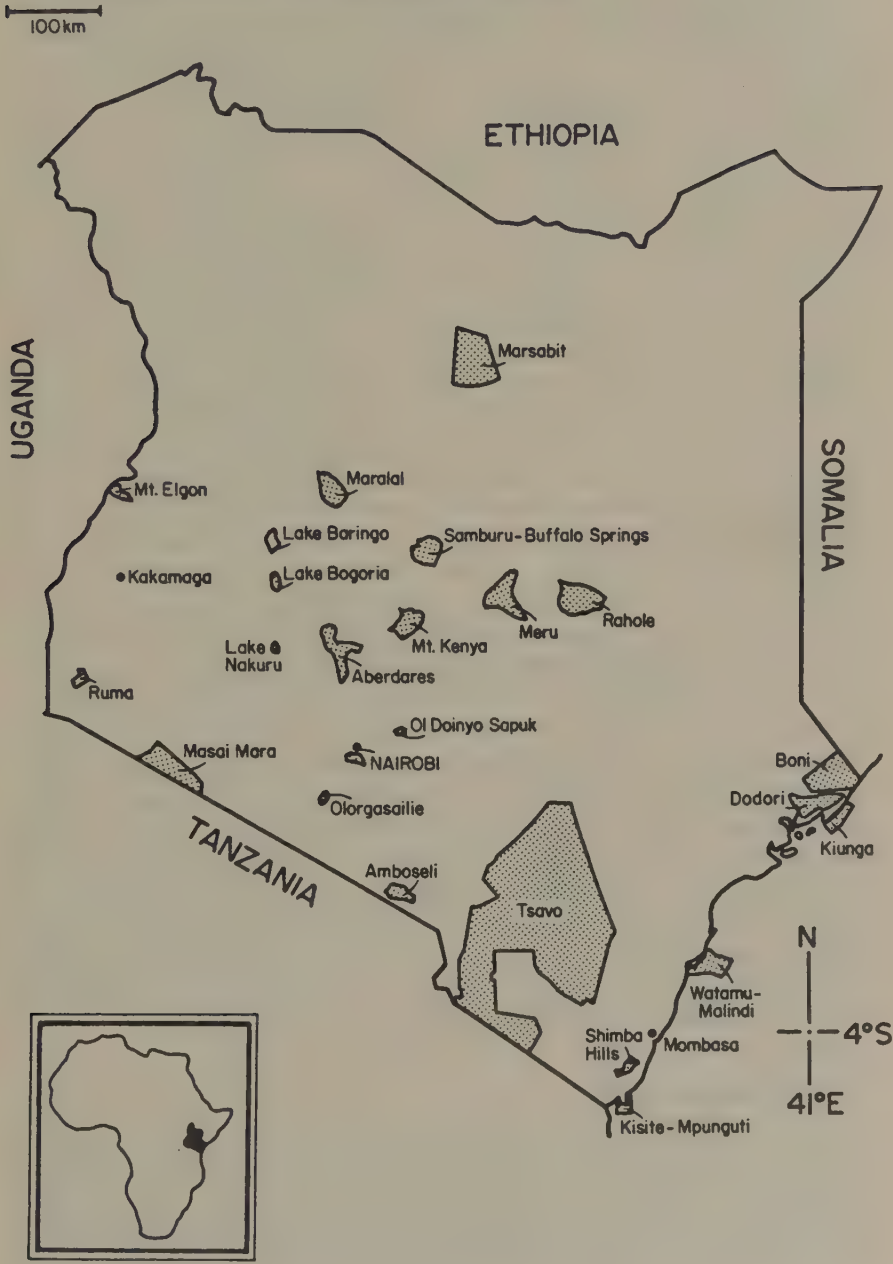 100 km
ETHIOPIA
UGANDA
Marsabit
SOMALIA
Mt. Elgon
Maralal
Lake Baringo
Samburu-Buffalo Springs
Kakamaga
Lake Bogoria
Meru
Rahole
Mt. Kenya
Lake
Nakuru
Aberdares
Ruma
Ol Doinyo Sapuk
Masai Mara
NAIROBI
Boni
Olorgasailie
Dodori
Kiunga
TANZANIA
Amboseli
Tsavo
N
Watamu-
Malindi
Shimba
Hills
Mombasa
4°S
41°E
Kisite-Mpunguti